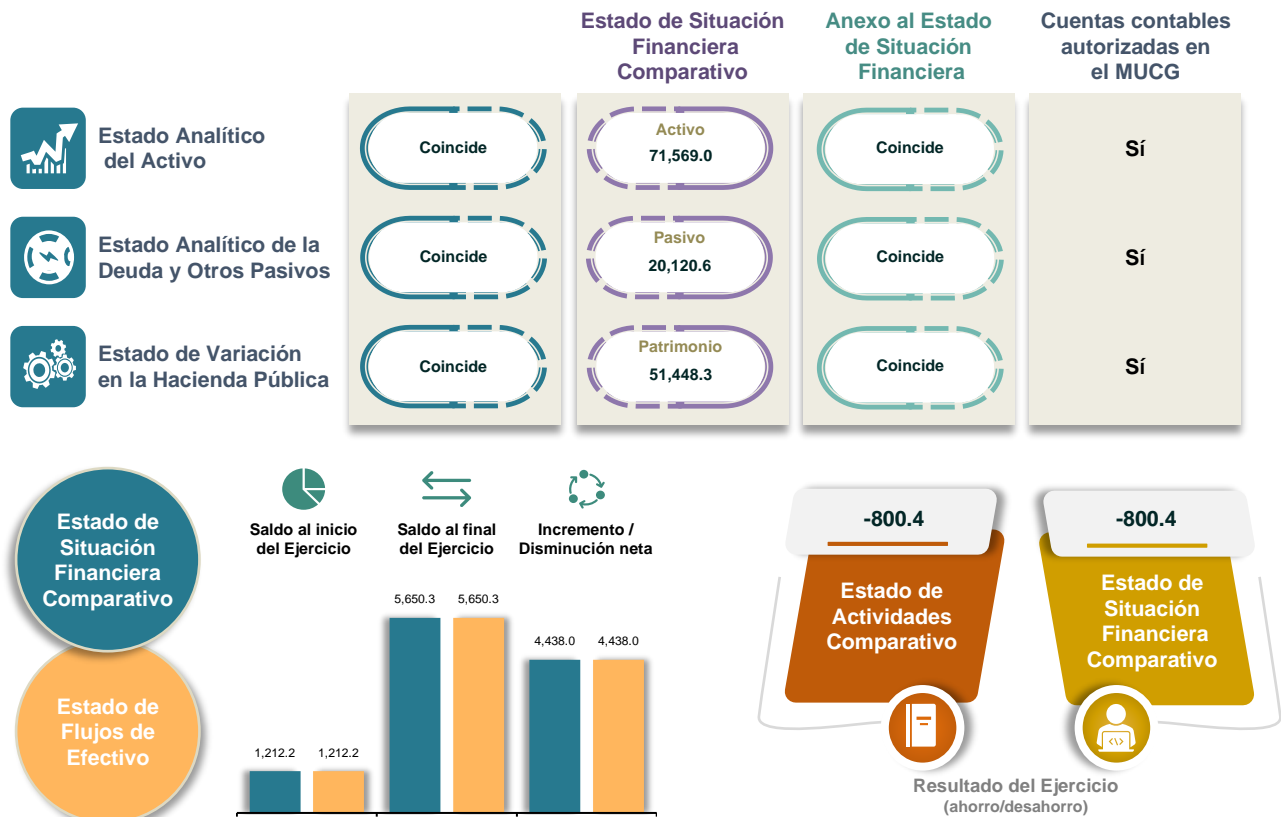 Estado de Situación
Financiera
Comparativo
Anexo al Estado
de Situación
Financiera
Cuentas contables
autorizadas en
el MUCG
Estado Analítico
del Activo
Coincide
Activo
71,569.0
Coincide
Sí
Estado Analítico de la
Deuda y Otros Pasivos
Coincide
Pasivo
20,120.6
Coincide
Sí
Estado de Variación
en la Hacienda Pública
Coincide
Patrimonio
51,448.3
Coincide
Sí
Estado de
Situación
Financiera
Comparativo
Estado de
Flujos de
Efectivo
Saldo al inicio
del Ejercicio
Saldo al final
del Ejercicio
Incremento /
Disminución neta
1,212.2 1,212.2
5,650.3 5,650.3
4,438.0 4,438.0
-800.4
Estado de
Actividades
Comparativo
-800.4
Estado de
Situación
Financiera
Comparativo
Resultado del Ejercicio
(ahorro/desahorro)